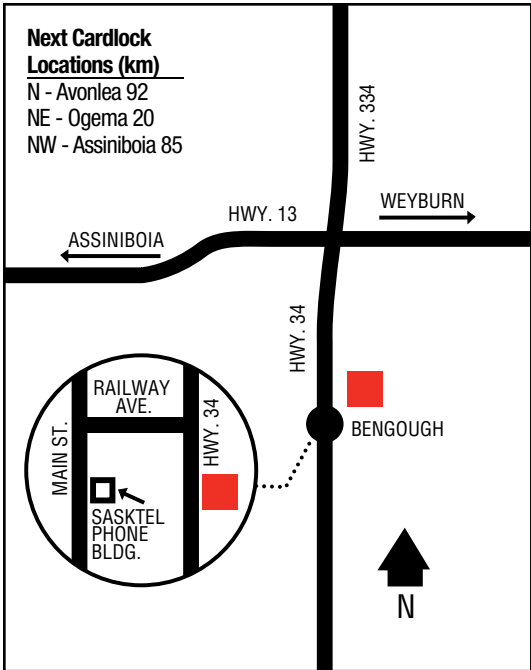 Next Cardlock
Locations (km)
N - Avonlea 92
NE - Ogema 20
NW - Assiniboia 85
HWY. 334
WEYBURN
HWY. 13
ASSINIBOIA
HWY. 34
RAILWAY
AVE.
MAIN ST.
HWY. 34
SASKTEL
PHONE
BLDG.
BENGOUGH
N